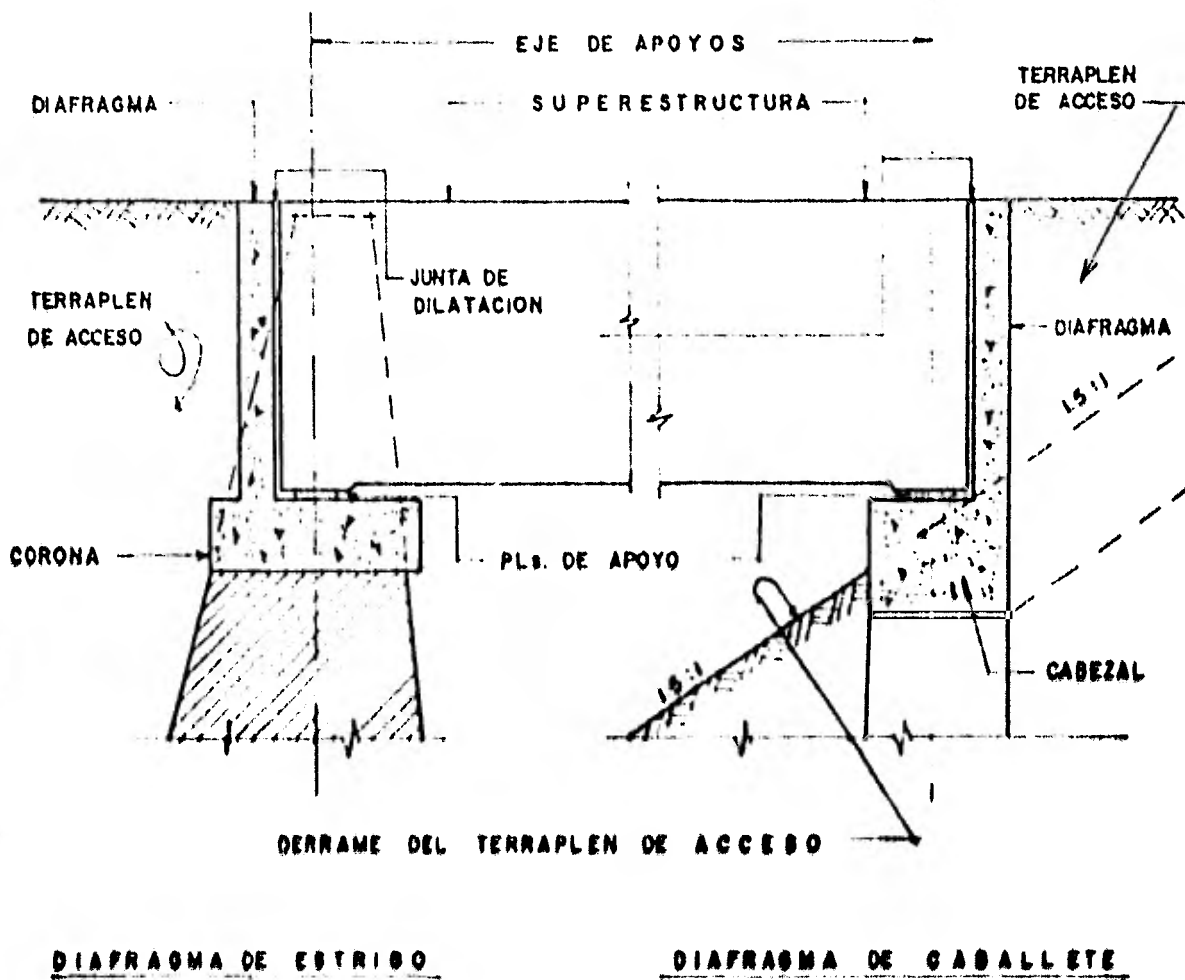 EJE DE APOYOS
TERRAPLEN
DE ACCESO
DIAFRAGMA
SUPERESTRUCTURA
JUNTA DE
DILATACION
TERRAPLEN
DE ACCESO
DIAFRAGMA
1.5:1
CORONA
PLs. DE APOYO
1.5:1
CABEZAL
DERRAME DEL TERRAPLEN DE ACCESO
DIAFRAGMA DE ESTRIBO
DIAFRAGMA DE CABALLETE